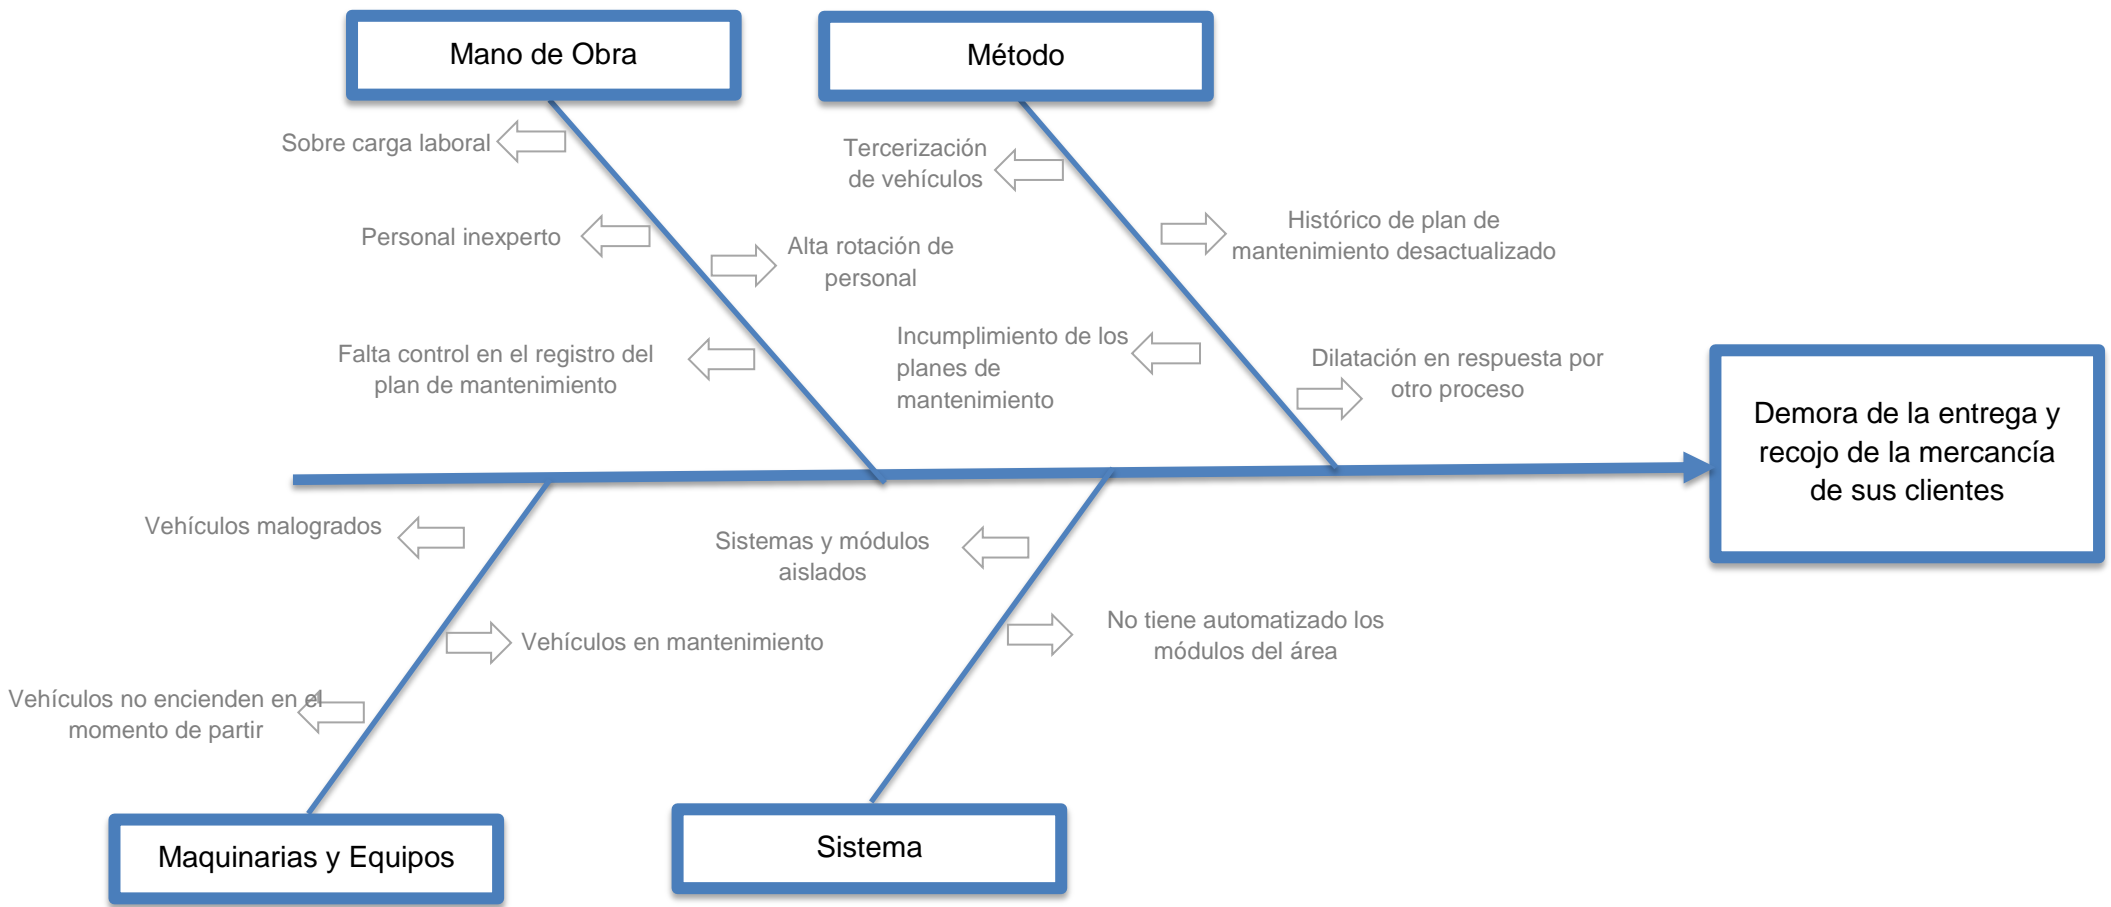 Mano de Obra
Método
Sobre carga laboral
Tercerización
de vehículos
Personal inexperto
Alta rotación de
personal
Histórico de plan de
mantenimiento desactualizado
Falta control en el registro del
plan de mantenimiento
Incumplimiento de los
planes de
mantenimiento
Dilatación en respuesta por
otro proceso
Demora de la entrega y
recojo de la mercancía
de sus clientes
Vehículos malogrados
Sistemas y módulos
aislados
Vehículos en mantenimiento
No tiene automatizado los
módulos del área
Vehículos no encienden en el
momento de partir
Maquinarias y Equipos
Sistema